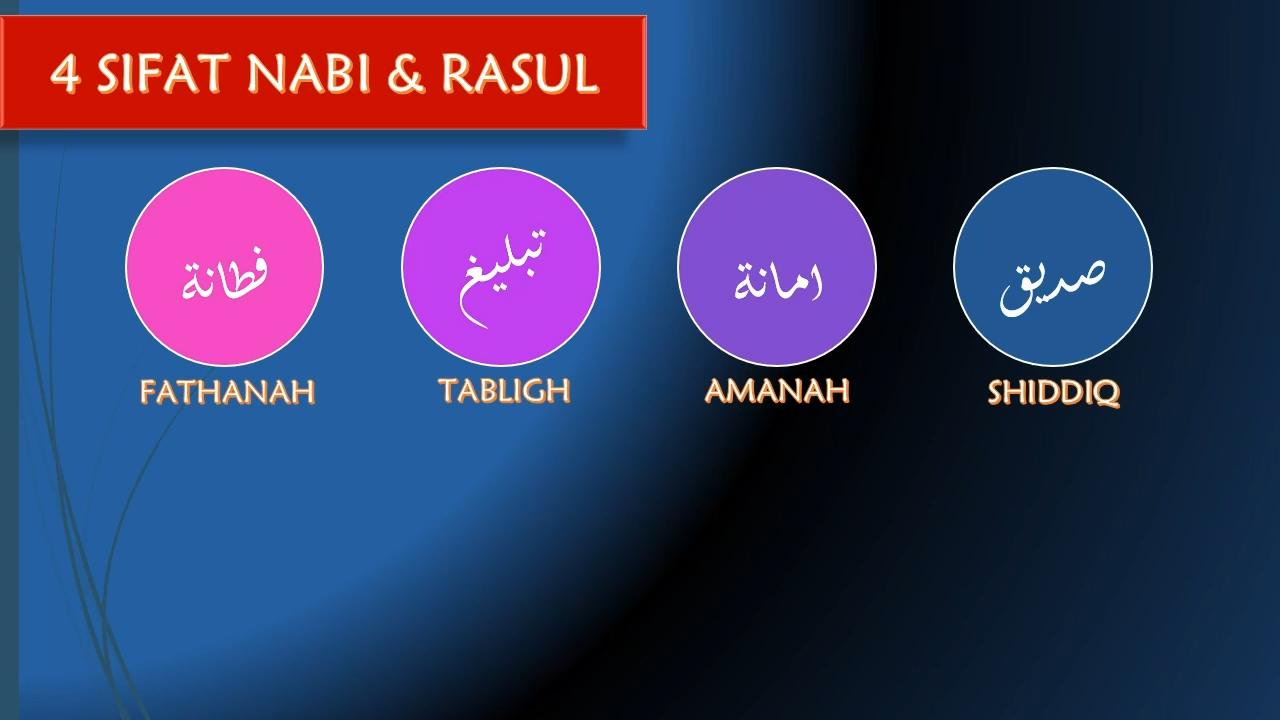 4 SIFAT NABI & RASUL
فطانة
تبليغ
امانة
صديق
FATHANAH
TABLIGH
AMANAH
SHIDDIQ